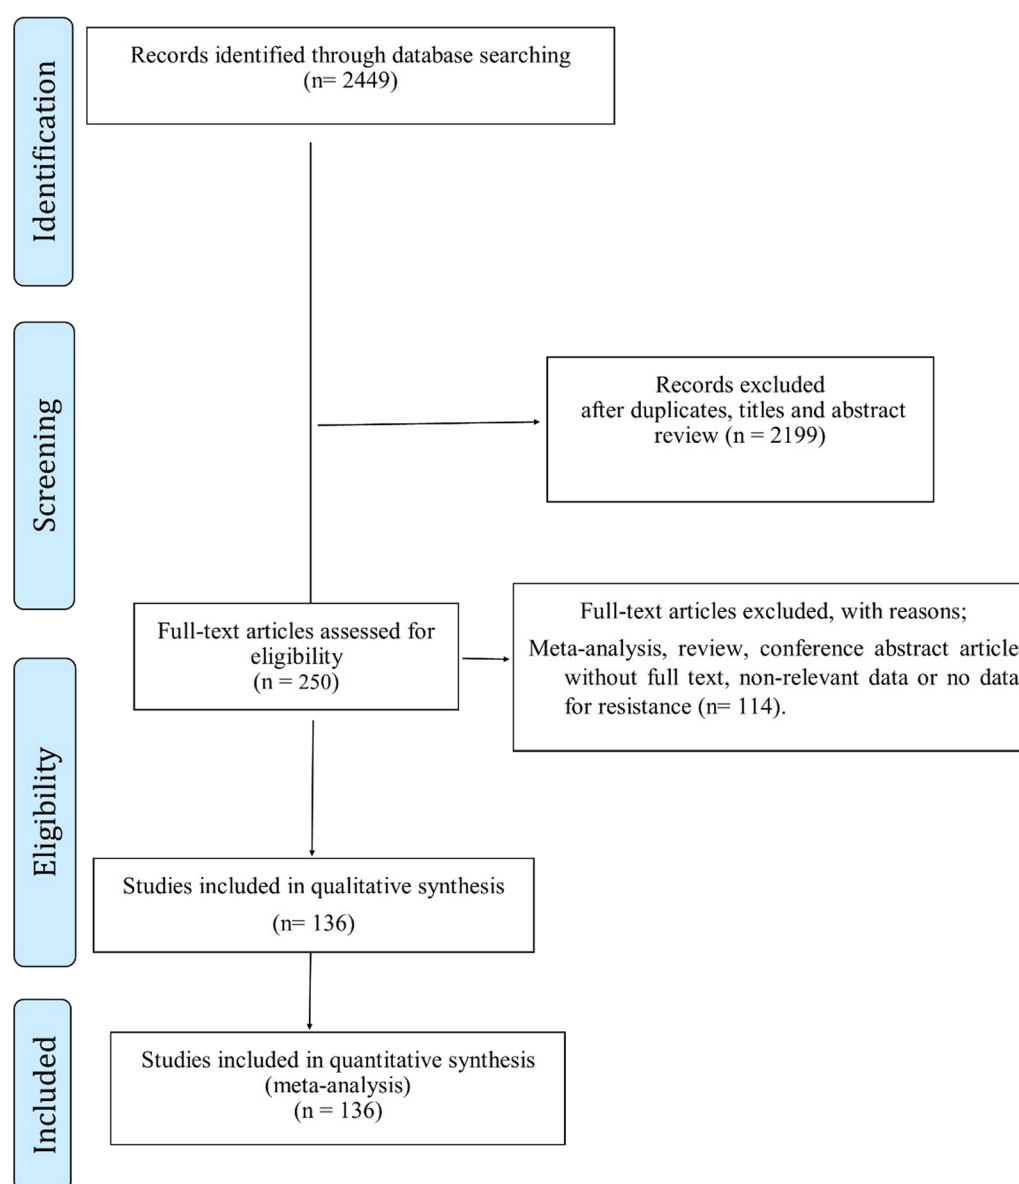 Identification
Records identified through database searching
(n= 2449)
Screening
Records excluded
after duplicates, titles and abstract
review (n = 2199)
Full-text articles assessed for
eligibility
(n = 250)
Full-text articles excluded, with reasons;
Meta-analysis, review, conference abstract article
without full text, non-relevant data or no data
for resistance (n= 114).
Eligibility
Studies included in qualitative synthesis
(n= 136)
Included
Studies included in quantitative synthesis
(meta-analysis)
(n = 136)